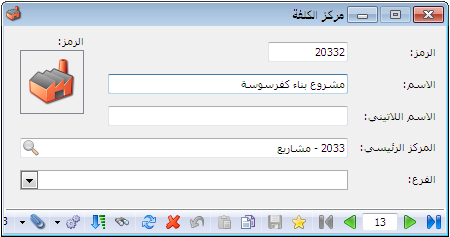 مركز الكلفة
الرمز: 20332
الرمز:
الاسم: مشروع بناء كفرسوسة
الاسم اللاتيني:
المركز الرئيسي: 2033 - مشاريع
الفرع:
13